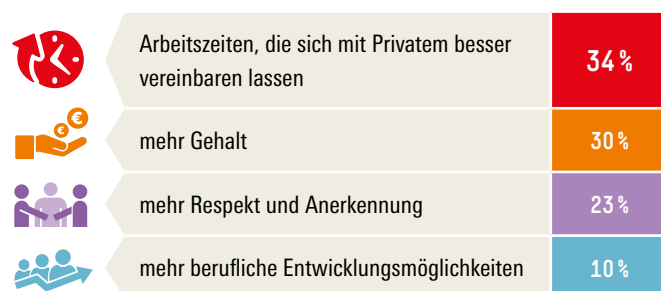 Arbeitszeiten, die sich mit Privatem besser
vereinbaren lassen
34 %
€
€
mehr Gehalt
30 %
mehr Respekt und Anerkennung
23 %
mehr berufliche Entwicklungsmöglichkeiten
10 %